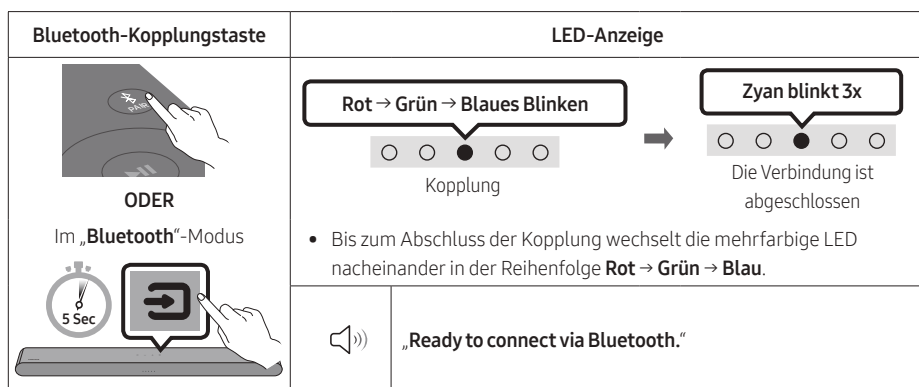 Bluetooth-Kopplungstaste
LED-Anzeige
PAIR
ODER
Im „Bluetooth“-Modus
5 Sec
Rot → Grün → Blaues Blinken
Kopplung
Zyan blinkt 3x
Die Verbindung ist
abgeschlossen
• Bis zum Abschluss der Kopplung wechselt die mehrfarbige LED
nacheinander in der Reihenfolge Rot → Grün → Blau.
„Ready to connect via Bluetooth.“